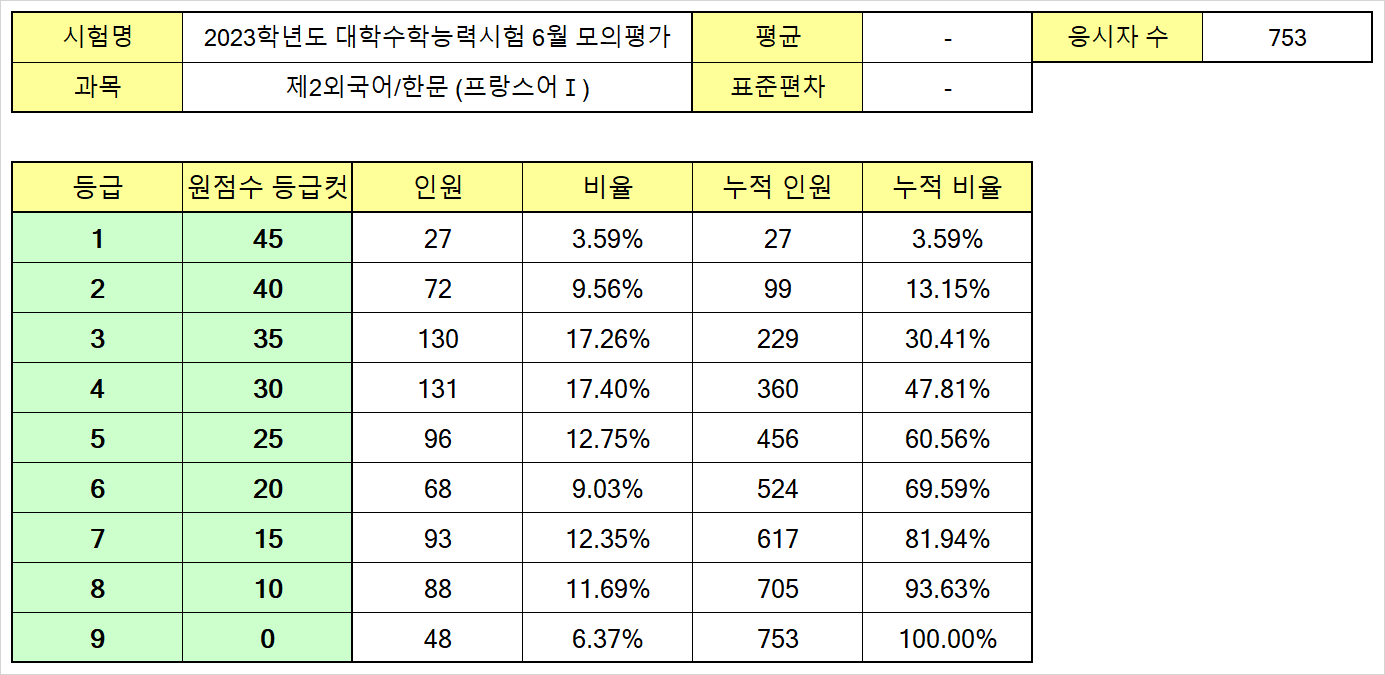 시험명 2023학년도 대학수학능력시험 6월 모의평가 평균 - 응시자 수 753
과목 제2외국어/한문 (프랑스어Ⅰ) 표준편차 -
등급 원점수 등급컷 인원 비율 누적 인원 누적 비율
1 45 27 3.59% 27 3.59%
2 40 72 9.56% 99 13.15%
3 35 130 17.26% 229 30.41%
4 30 131 17.40% 360 47.81%
5 25 96 12.75% 456 60.56%
6 20 68 9.03% 524 69.59%
7 15 93 12.35% 617 81.94%
8 10 88 11.69% 705 93.63%
9 0 48 6.37% 753 100.00%